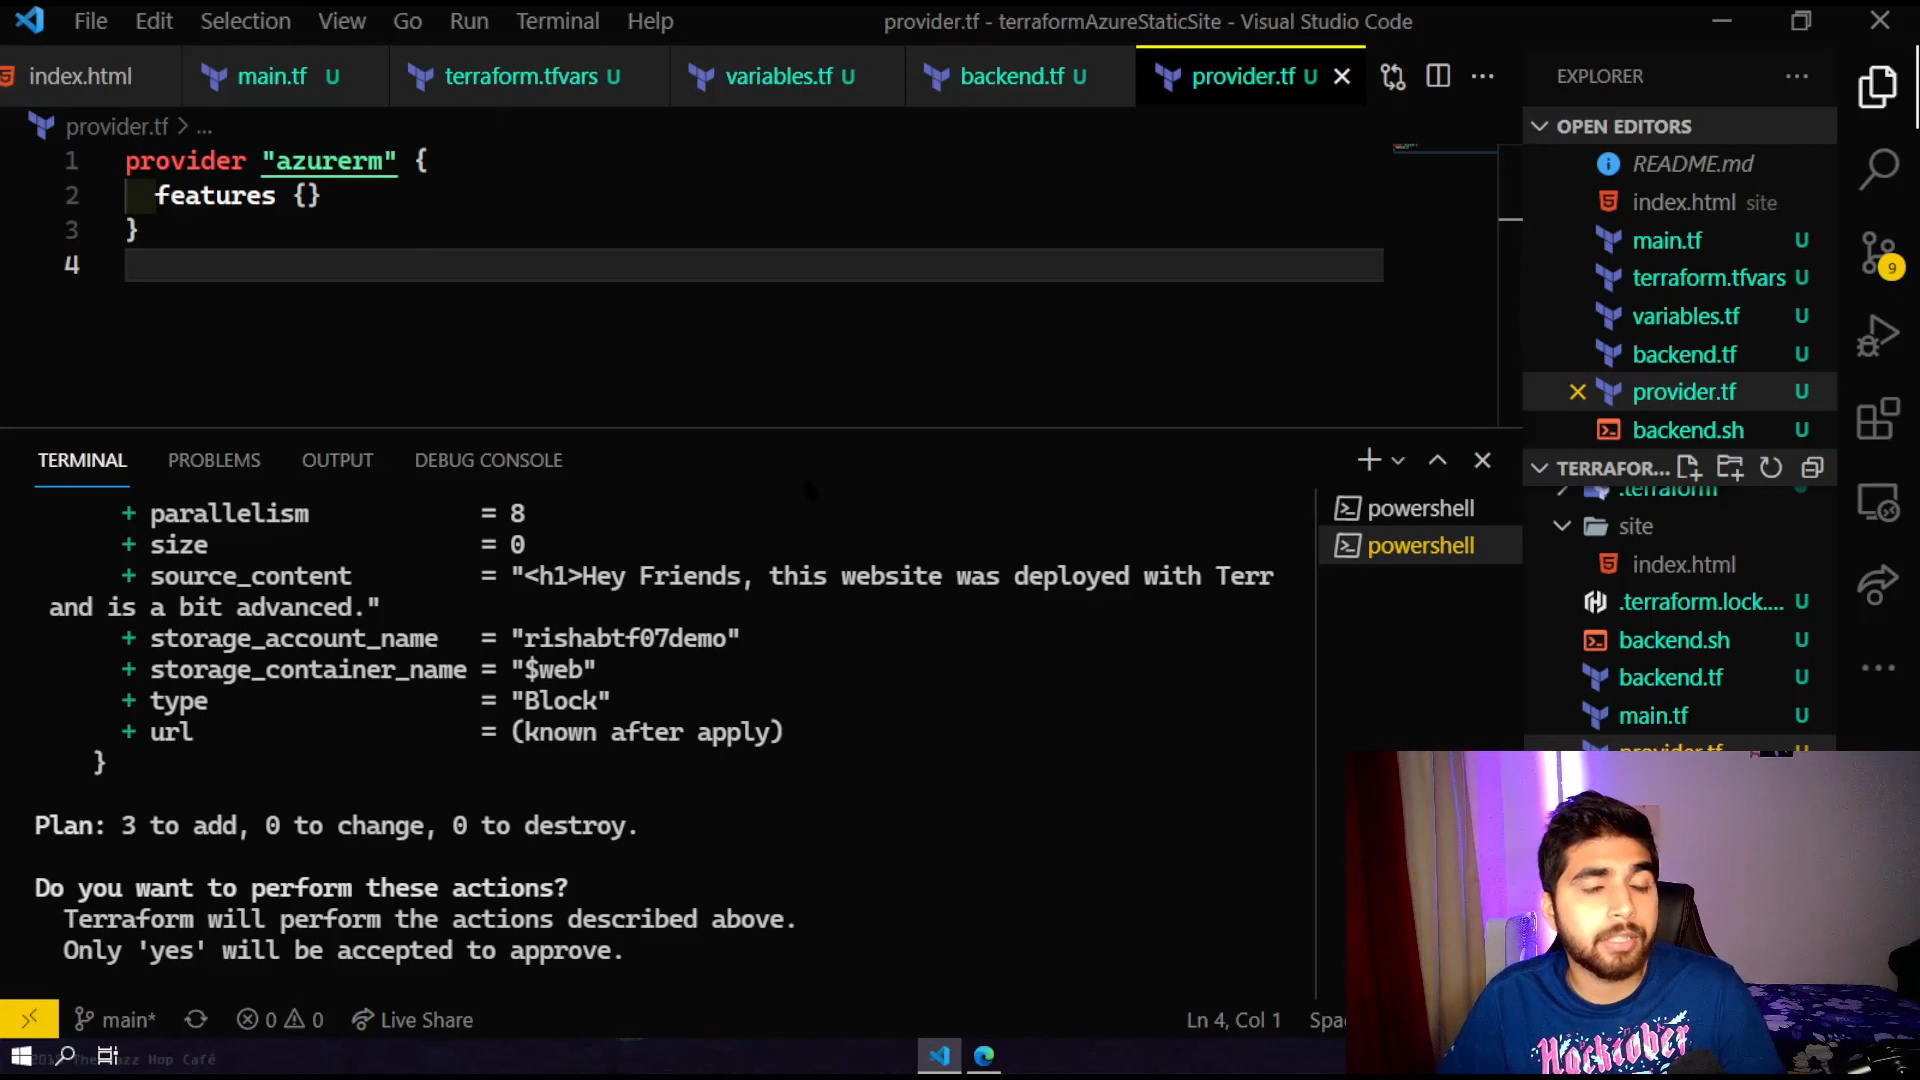 File Edit Selection View Go Run Terminal Help provider.tf - terraformAzureStaticSite - Visual Studio Code
index.html main.tf U terraform.tfvars U variables.tf U backend.tf U provider.tf U
provider.tf > ...
1 provider "azurerm" {
2 features {}
3 }
4
EXPLORER
OPEN EDITORS
README.md
index.html site
main.tf U
terraform.tfvars U
variables.tf U
backend.tf U
provider.tf U
backend.sh U
TERRAFOR...
.terraform
site
index.html
.terraform.lock.... U
backend.sh U
backend.tf U
main.tf U
provider.tf U
9
TERMINAL PROBLEMS OUTPUT DEBUG CONSOLE
powershell
powershell
+ parallelism = 8
+ size = 0
+ source_content = "<h1>Hey Friends, this website was deployed with Terr
and is a bit advanced."
+ storage_account_name = "rishabtf07demo"
+ storage_container_name = "$web"
+ type = "Block"
+ url = (known after apply)
}
Plan: 3 to add, 0 to change, 0 to destroy.
Do you want to perform these actions?
Terraform will perform the actions described above.
Only 'yes' will be accepted to approve.
main* 0 0 Live Share Ln 4, Col 1 Spa
Hop Café
Hacktober